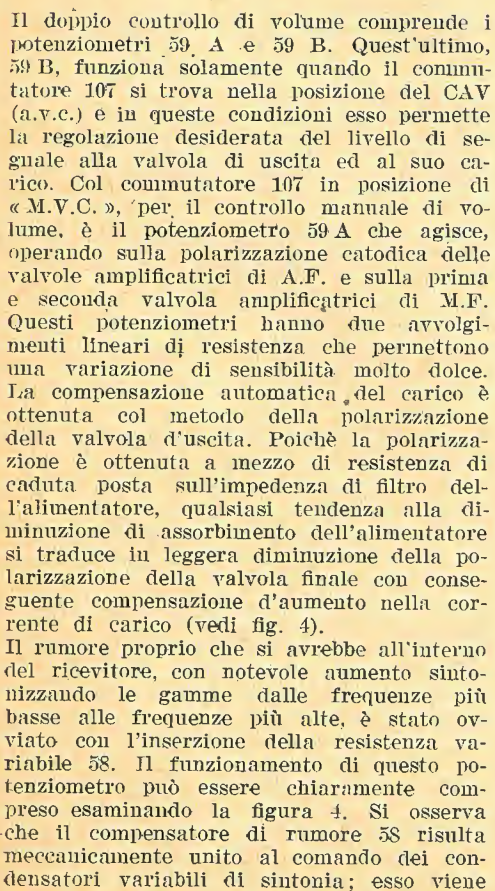 Il doppio controllo di volume comprende i
potenziometri 59 A e 59 B. Quest'ultimo,
59 B, funziona solamente quando il commu-
tatore 107 si trova nella posizione del CAV
(a.v.c.) e in queste condizioni esso permette
la regolazione desiderata del livello di se-
gnale alla valvola di uscita ed al suo ca-
rico. Col commutatore 107 in posizione di
« M.V.C. », per il controllo manuale di vo-
lume, è il potenziometro 59 A che agisce,
operando sulla polarizzazione catodica delle
valvole amplificatrici di A.F. e sulla prima
e seconda valvola amplificatrici di M.F.
Questi potenziometri hanno due avvolgi-
menti lineari di resistenza che permettono
una variazione di sensibilità molto dolce.
La compensazione automatica del carico è
ottenuta col metodo della polarizzazione
della valvola d'uscita. Poichè la polarizza-
zione è ottenuta a mezzo di resistenza di
caduta posta sull'impedenza di filtro del-
l'alimentatore, qualsiasi tendenza alla di-
minuzione di assorbimento dell'alimentatore
si traduce in leggera diminuzione della po-
larizzazione della valvola finale con conse-
guente compensazione d'aumento nella cor-
rente di carico (vedi fig. 4).
Il rumore proprio che si avrebbe all'interno
del ricevitore, con notevole aumento sinto-
nizzando le gamme dalle frequenze più
basse alle frequenze più alte, è stato ov-
viato con l'inserzione della resistenza va-
riabile 58. Il funzionamento di questo po-
tenziometro può essere chiaramente com-
preso esaminando la figura 4. Si osserva
che il compensatore di rumore 58 risulta
meccanicamente unito al comando dei con-
densatori variabili di sintonia; esso viene